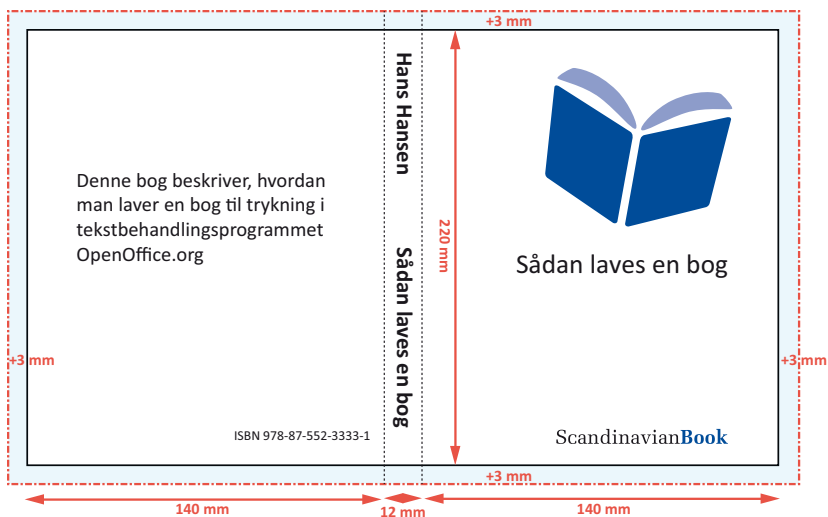 +3 mm
Denne bog beskriver, hvordan
man laver en bog til trykning i
tekstbehandlingsprogrammet
OpenOffice.org
ISBN 978-87-552-3333-1
Hans Hansen
Sådan laves en bog
220 mm
Sådan laves en bog
ScandinavianBook
+3 mm
+3 mm
+3 mm
140 mm
12 mm
140 mm